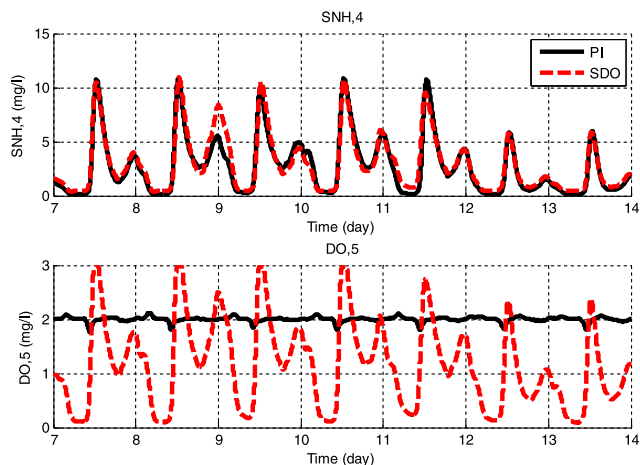 SNH,4
15
10
5
0
SNH,4 (mg/l)
PI
SDO
7 8 9 10 11 12 13 14
Time (day)
DO,5
3
2
1
0
DO,5 (mg/l)
7 8 9 10 11 12 13 14
Time (day)